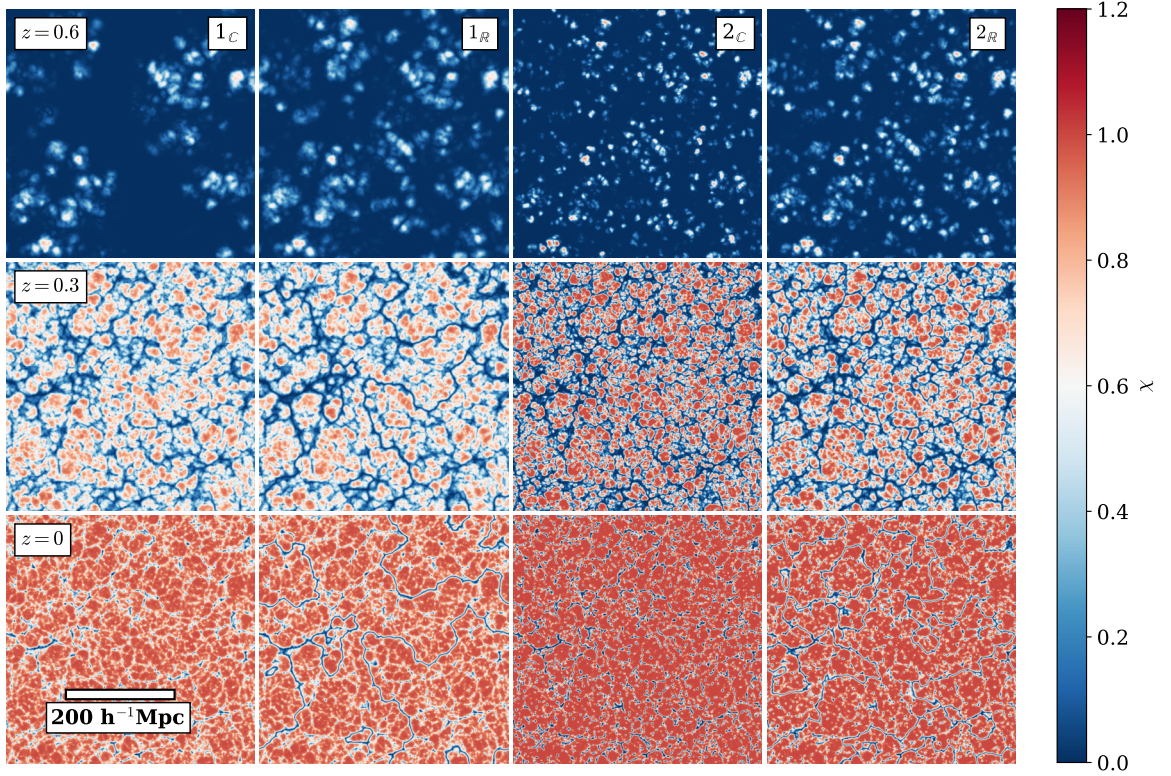 z = 0.6
1ℂ
1ℝ
2ℂ
2ℝ
z = 0.3
z = 0
200 h⁻¹Mpc
1.2
1.0
0.8
0.6
0.4
0.2
0.0
χ